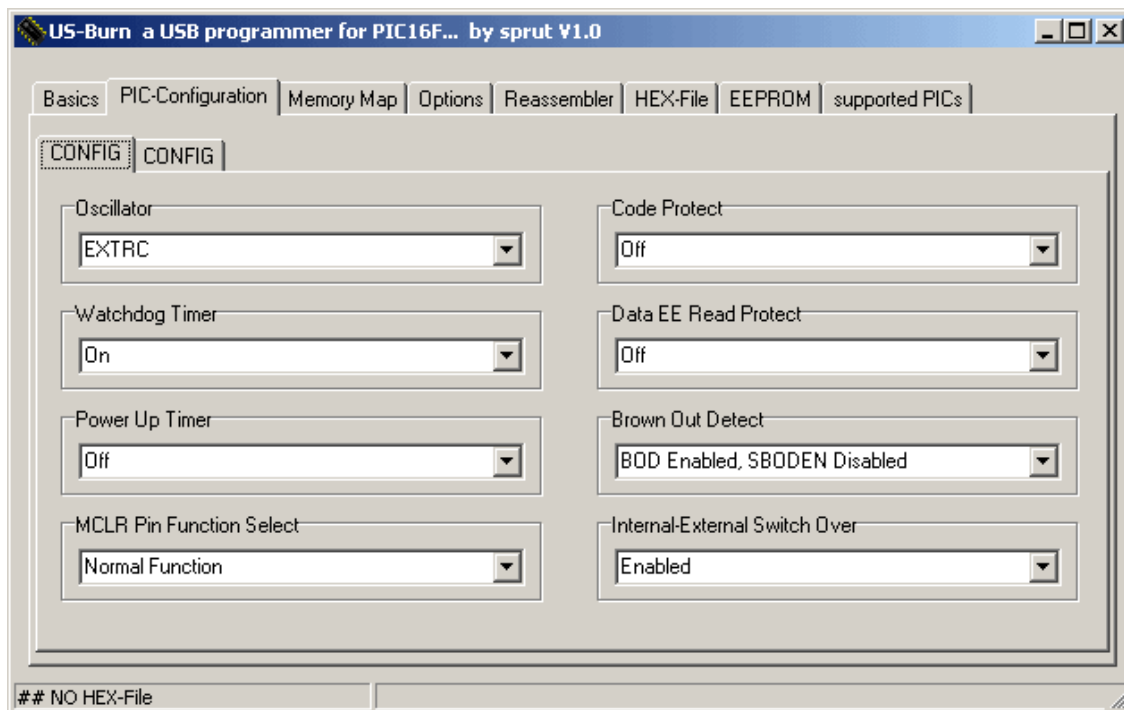 US-Burn a USB programmer for PIC16F... by sprut V1.0
Basics PIC-Configuration Memory Map Options Reassembler HEX-File EEPROM supported PICs
CONFIG CONFIG
Oscillator
EXTRC
Watchdog Timer
On
Power Up Timer
Off
MCLR Pin Function Select
Normal Function
Code Protect
Off
Data EE Read Protect
Off
Brown Out Detect
BOD Enabled, SBODEN Disabled
Internal-External Switch Over
Enabled
## NO HEX-File